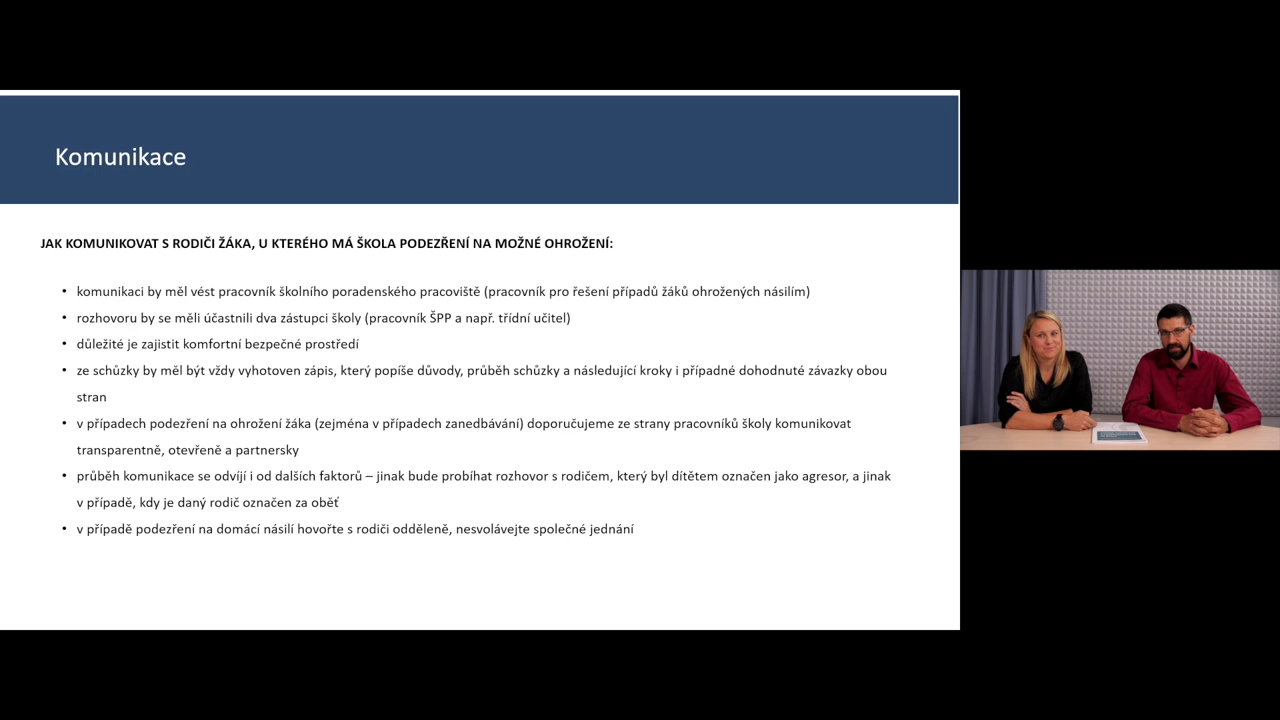 Komunikace
JAK KOMUNIKOVAT S RODIČI ŽÁKA, U KTERÉHO MÁ ŠKOLA PODEZŘENÍ NA MOŽNÉ OHROŽENÍ:
• komunikaci by měl vést pracovník školního poradenského pracoviště (pracovník pro řešení případů žáků ohrožených násilím)
• rozhovoru by se měli účastnili dva zástupci školy (pracovník ŠPP a např. třídní učitel)
• důležité je zajistit komfortní bezpečné prostředí
• ze schůzky by měl být vždy vyhotoven zápis, který popíše důvody, průběh schůzky a následující kroky i případné dohodnuté závazky obou
stran
• v případech podezření na ohrožení žáka (zejména v případech zanedbávání) doporučujeme ze strany pracovníků školy komunikovat
transparentně, otevřeně a partnersky
• průběh komunikace se odvíjí i od dalších faktorů – jinak bude probíhat rozhovor s rodičem, který byl dítětem označen jako agresor, a jinak
v případě, kdy je daný rodič označen za oběť
• v případě podezření na domácí násilí hovořte s rodiči odděleně, nesvolávejte společné jednání